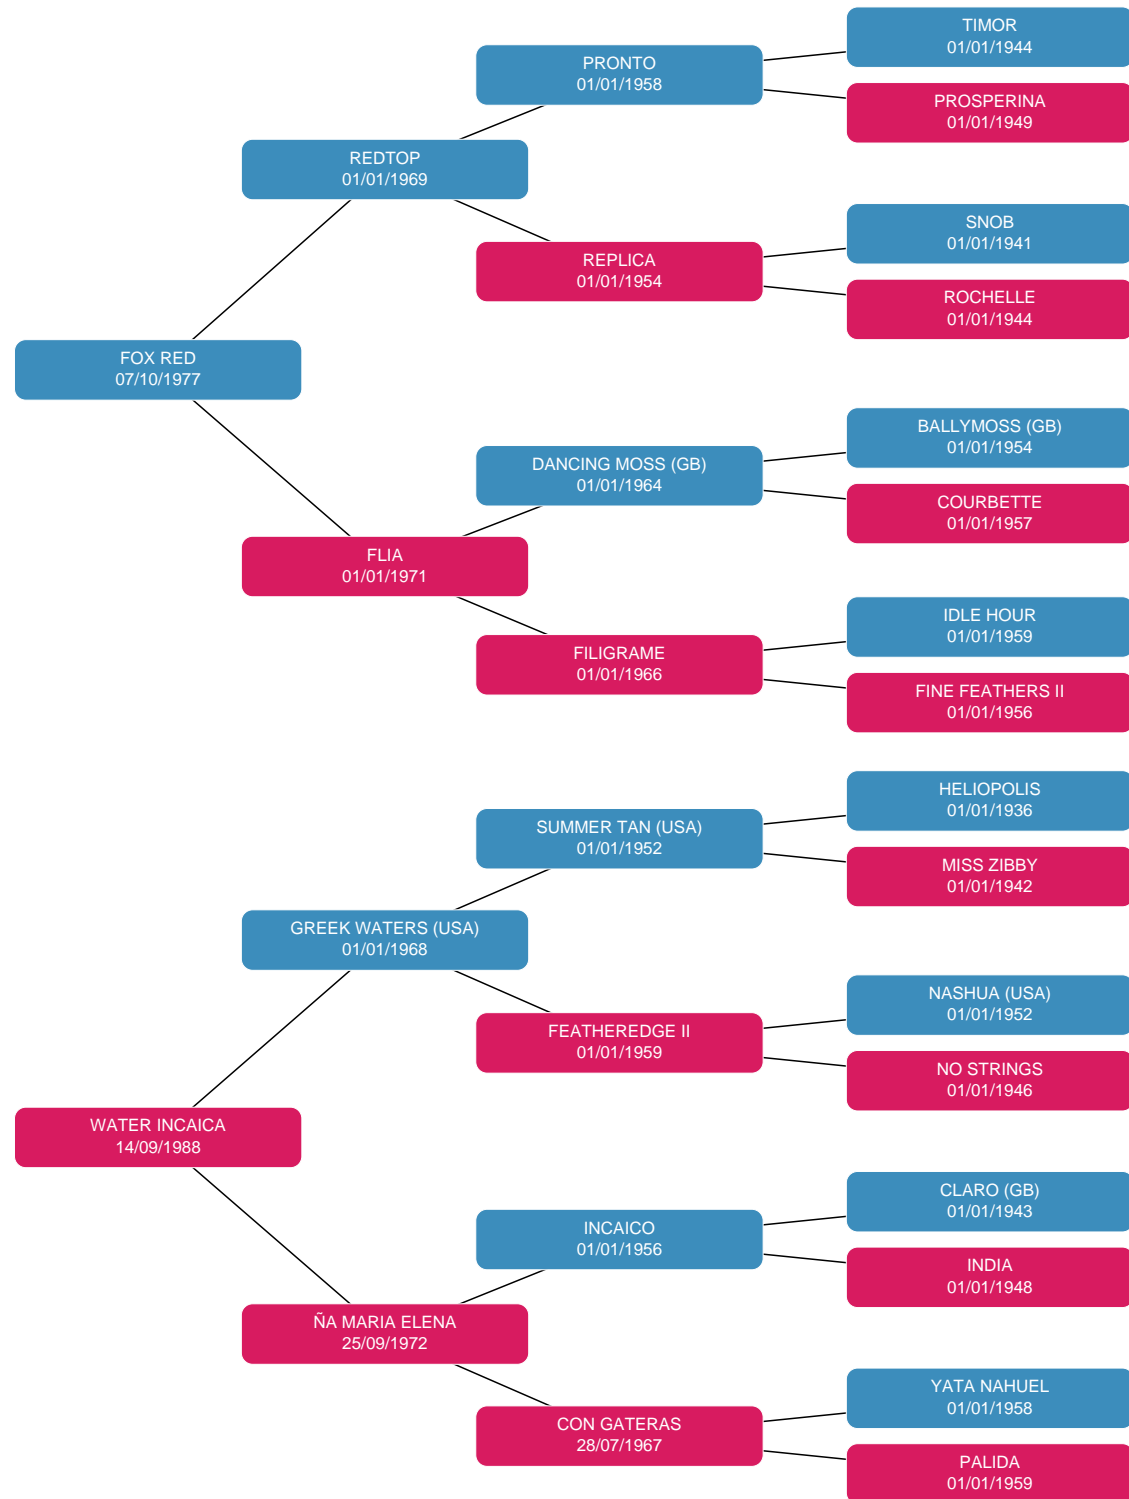 TIMOR
01/01/1944
PRONTO
01/01/1958
PROSPERINA
01/01/1949
REDTOP
01/01/1969
SNOB
01/01/1941
REPLICA
01/01/1954
ROCHELLE
01/01/1944
FOX RED
07/10/1977
BALLYMOSS (GB)
01/01/1954
DANCING MOSS (GB)
01/01/1964
COURBETTE
01/01/1957
FLIA
01/01/1971
IDLE HOUR
01/01/1959
FILIGRAME
01/01/1966
FINE FEATHERS II
01/01/1956
HELIOPOLIS
01/01/1936
SUMMER TAN (USA)
01/01/1952
MISS ZIBBY
01/01/1942
GREEK WATERS (USA)
01/01/1968
NASHUA (USA)
01/01/1952
FEATHEREDGE II
01/01/1959
NO STRINGS
01/01/1946
WATER INCAICA
14/09/1988
CLARO (GB)
01/01/1943
INCAICO
01/01/1956
INDIA
01/01/1948
ÑA MARIA ELENA
25/09/1972
YATA NAHUEL
01/01/1958
CON GATERAS
28/07/1967
PALIDA
01/01/1959